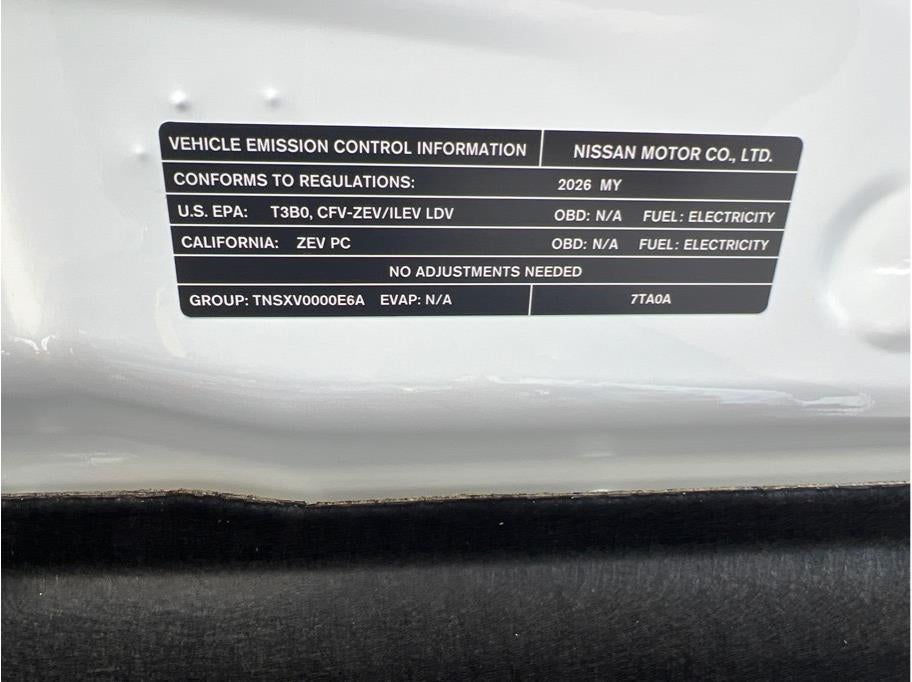 VEHICLE EMISSION CONTROL INFORMATION NISSAN MOTOR CO., LTD.
CONFORMS TO REGULATIONS: 2026 MY
U.S. EPA: T3B0, CFV-ZEV/ILEV LDV OBD: N/A FUEL: ELECTRICITY
CALIFORNIA: ZEV PC OBD: N/A FUEL: ELECTRICITY
NO ADJUSTMENTS NEEDED
GROUP: TNSXV0000E6A EVAP: N/A 7TA0A